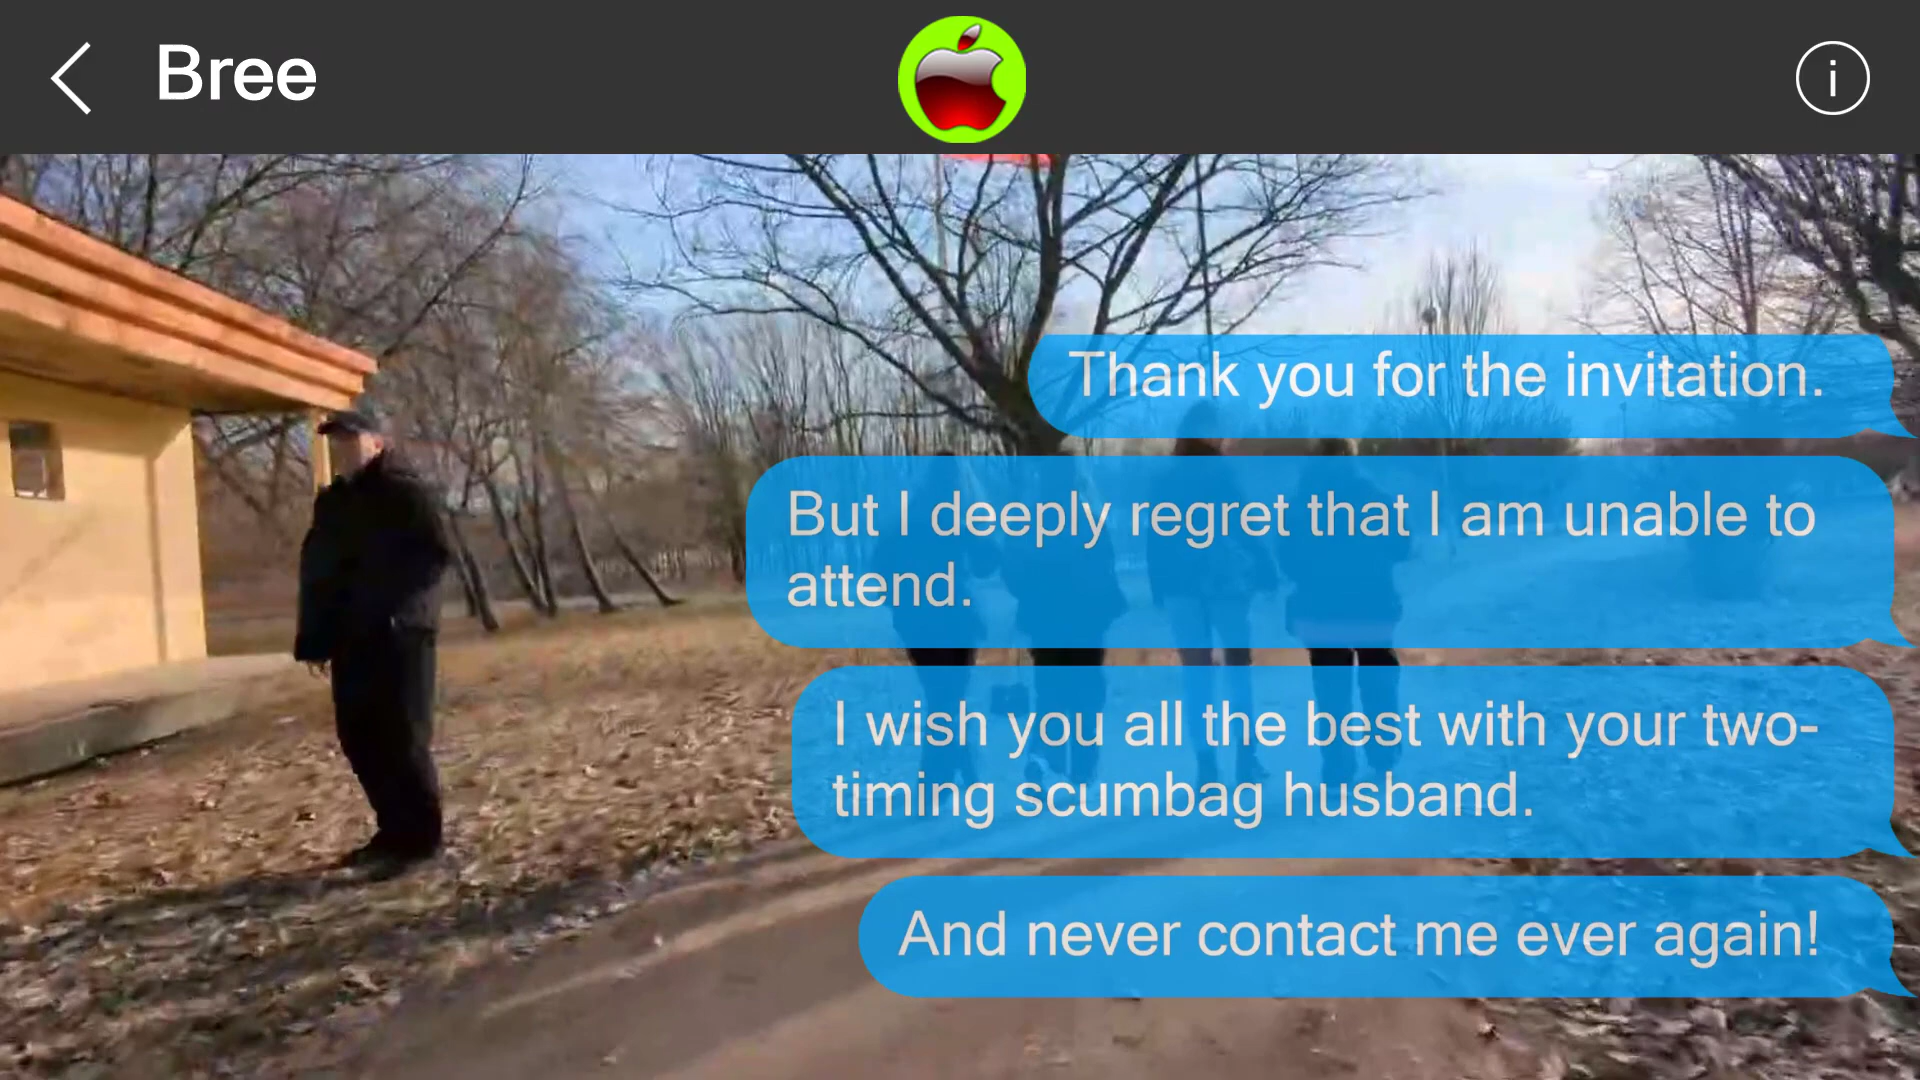 Bree
i
Thank you for the invitation.
But I deeply regret that I am unable to
attend.
I wish you all the best with your two-
timing scumbag husband.
And never contact me ever again!